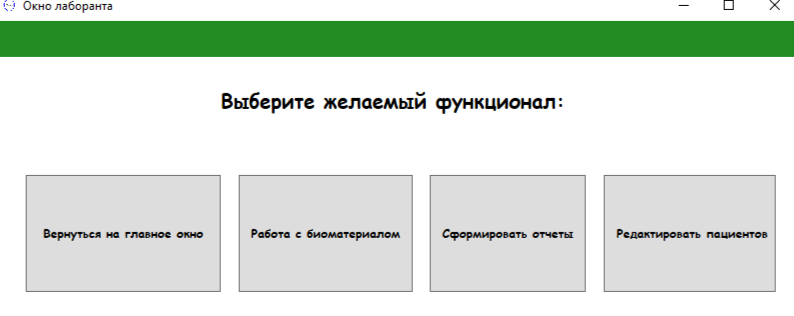 Окно лаборанта
Выберите желаемый функционал:
Вернуться на главное окно
Работа с биоматериалом
Сформировать отчеты
Редактировать пациентов